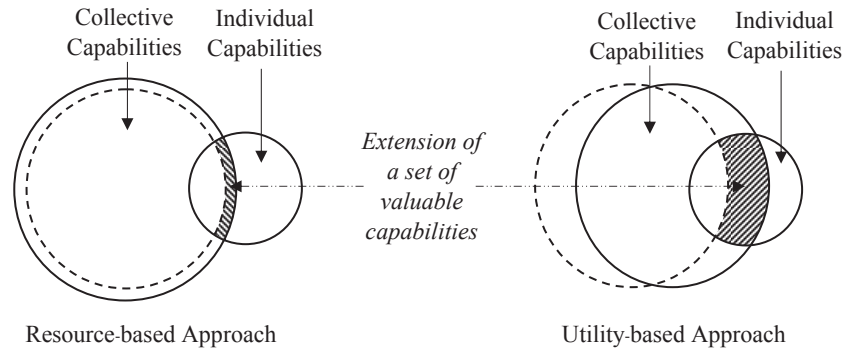 Collective
Capabilities
Individual
Capabilities
Collective
Capabilities
Individual
Capabilities
Extension of
a set of
valuable
capabilities
Resource-based Approach
Utility-based Approach